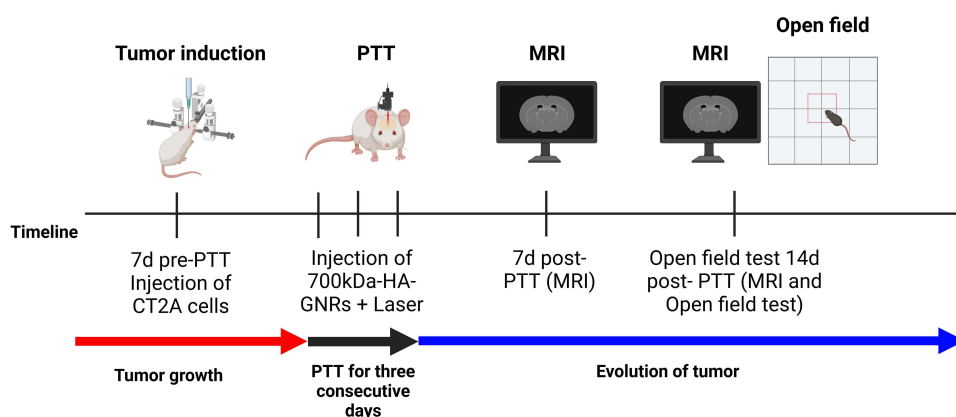 Tumor induction
PTT
MRI
MRI
Open field
Timeline
7d pre-PTT
Injection of
CT2A cells
Injection of
700kDa-HA-
GNRs + Laser
7d post-
PTT (MRI)
Open field test 14d
post- PTT (MRI and
Open field test)
Tumor growth
PTT for three
consecutive
days
Evolution of tumor